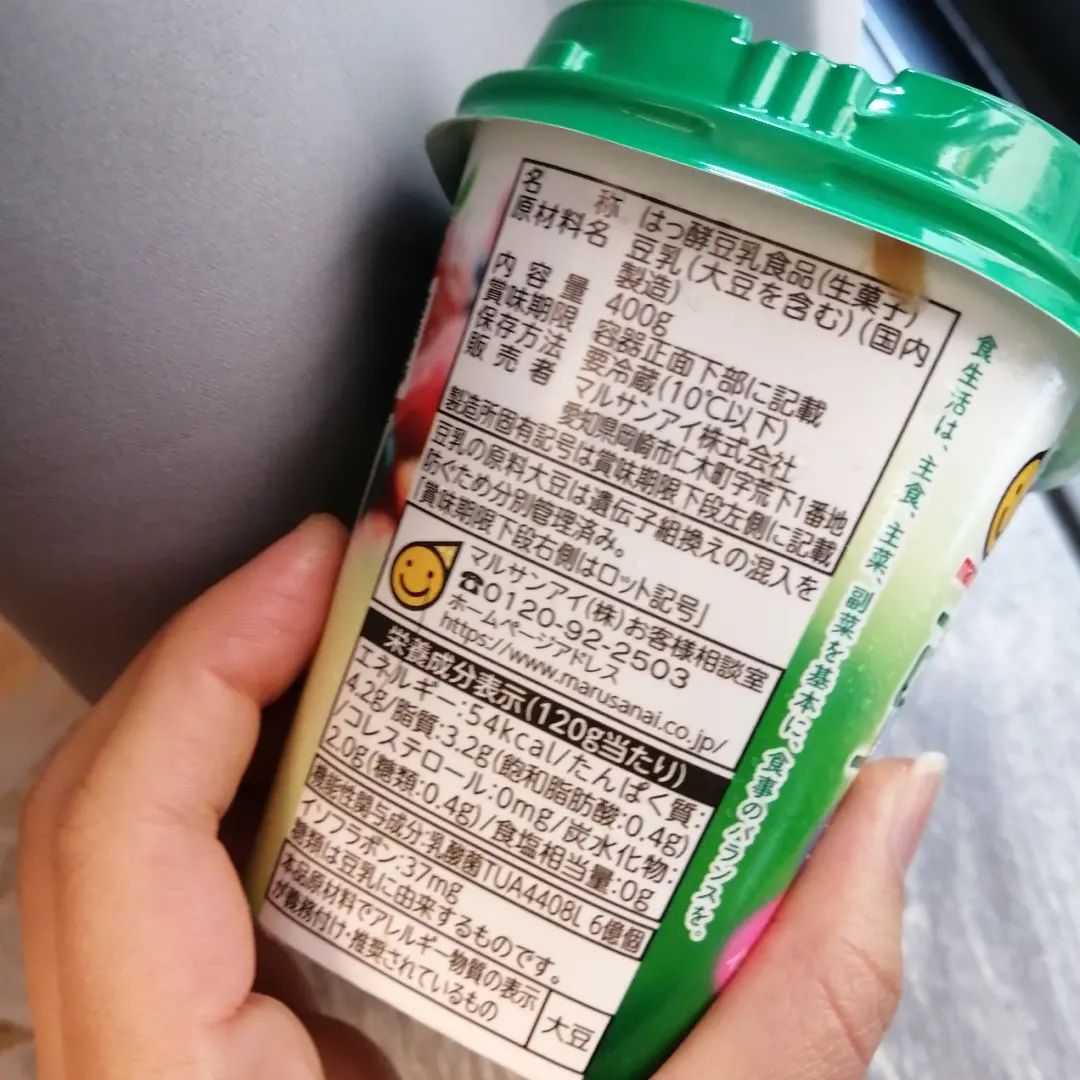 名 称 はっ酵豆乳食品(生菓子)
原材料名 豆乳(大豆を含む)(国内
製造)
内容量 400g
賞味期限 容器正面下部に記載
保存方法 要冷蔵(10℃以下)
販売者 マルサンアイ株式会社
愛知県岡崎市仁木町字荒下1番地
製造所固有記号は賞味期限下段左側に記載
豆乳の原料大豆は遺伝子組換えの混入を
防ぐため分別管理済み。
「賞味期限下段右側はロット記号」
マルサンアイ(株)お客様相談室
☎0120-92-2503
ホームページアドレス
https://www.marusanai.co.jp/
栄養成分表示(120g当たり)
エネルギー:54kcal/たんぱく質:
4.2g/脂質:3.2g(飽和脂肪酸:0.4g)
/コレステロール:0mg/炭水化物:
2.0g(糖類:0.4g)/食塩相当量:0g
機能性関与成分:乳酸菌TUA4408L 6億個
イソフラボン:37mg
糖類は豆乳に由来するものです。
本品原材料でアレルギー物質の表示
が義務付け・推奨されているもの
大豆
食生活は、主食、主菜、副菜を基本に、食事のバランスを。